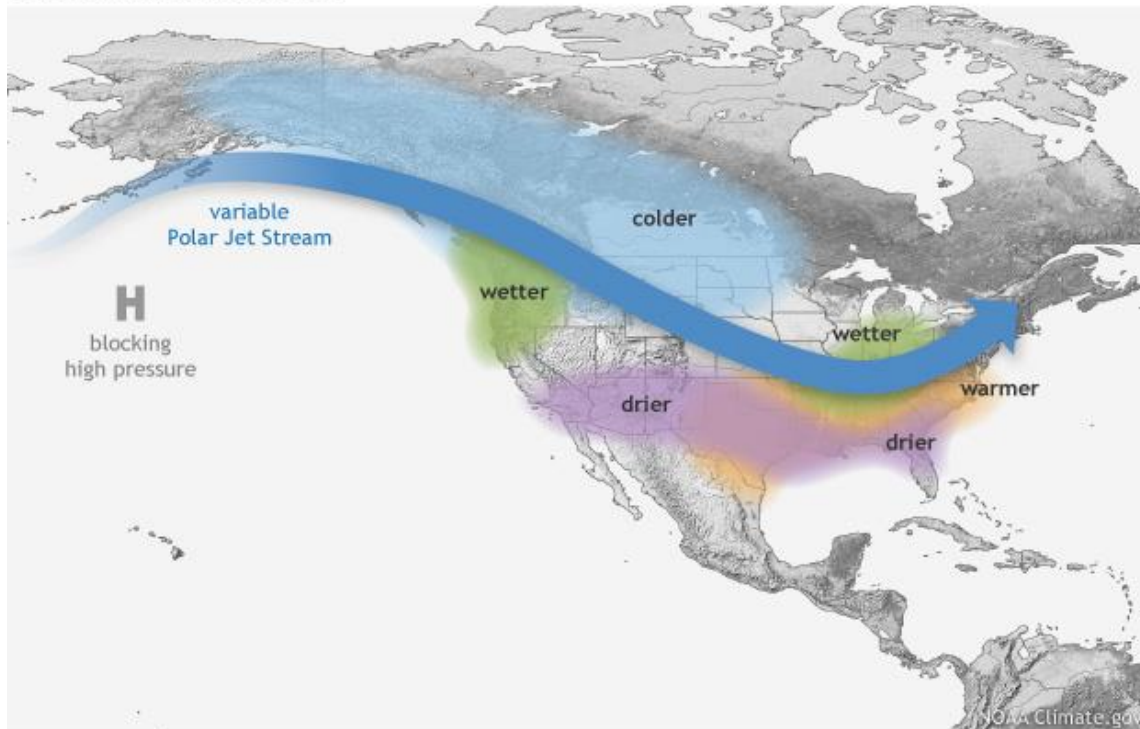 variable
Polar Jet Stream
colder
H
blocking
high pressure
wetter
wetter
warmer
drier
drier
NOAA Climate.gov